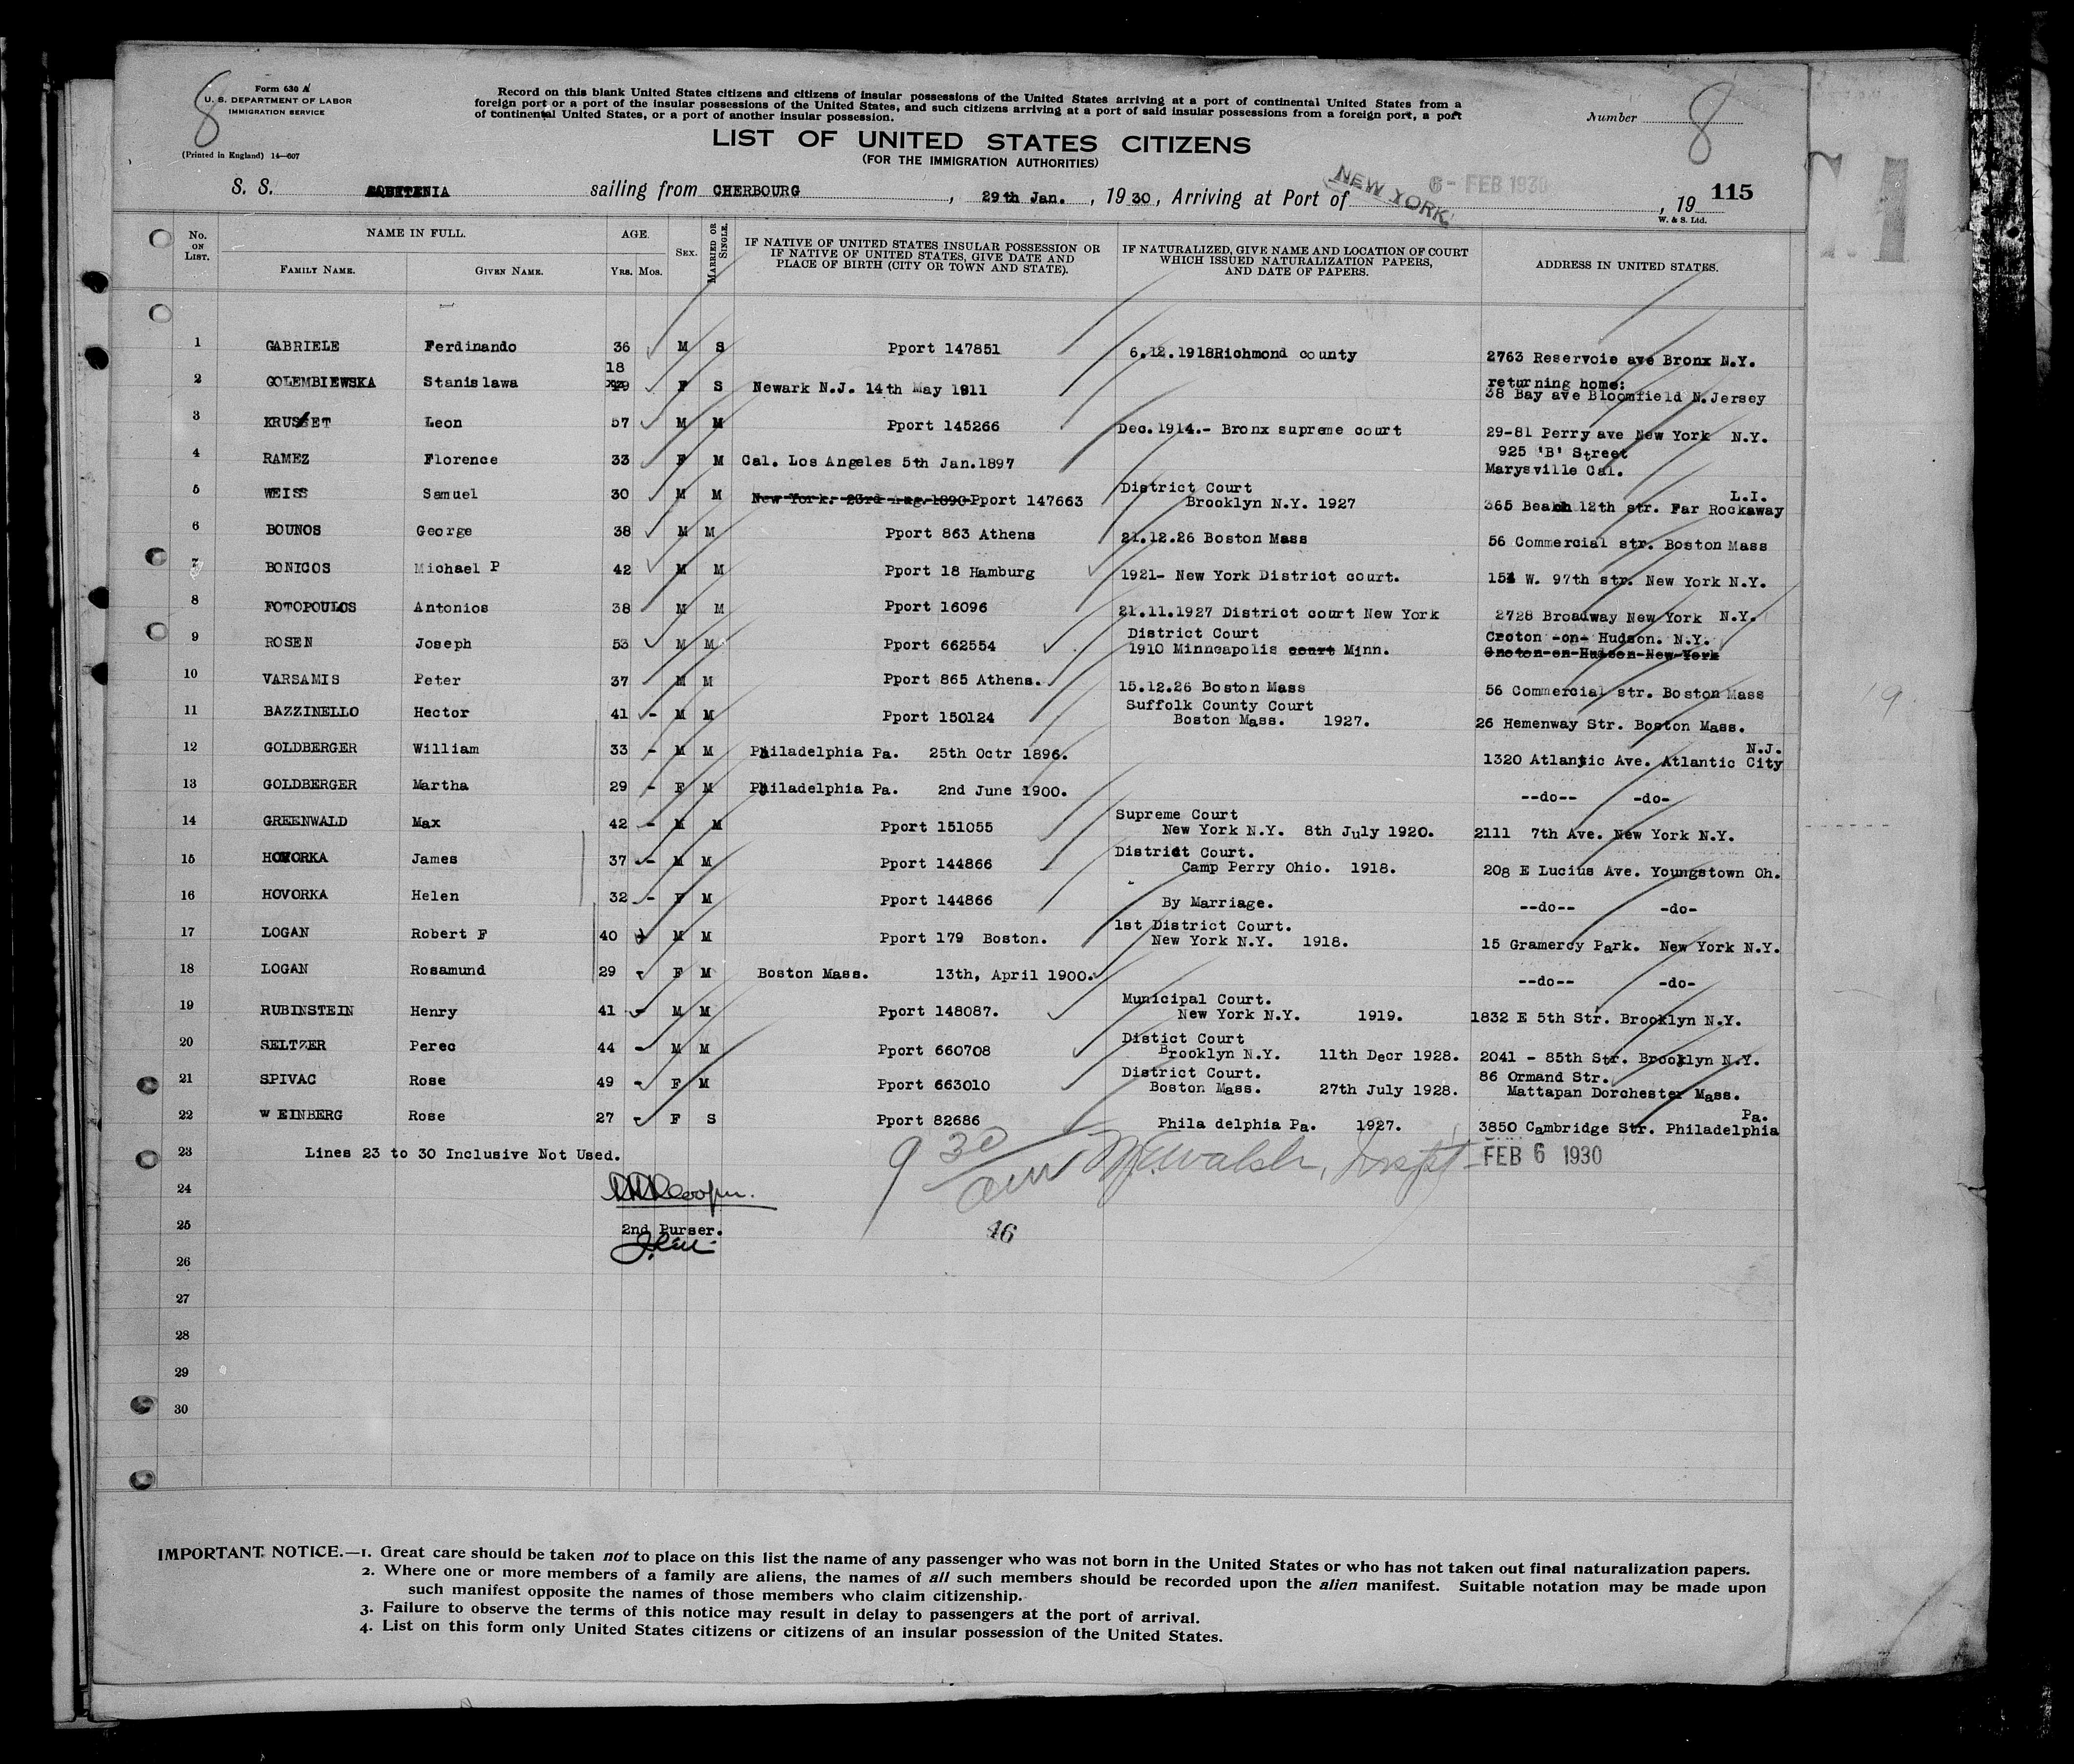 8
Form 630 A
U. S. DEPARTMENT OF LABOR
IMMIGRATION SERVICE
(Printed in England) 14—607
Record on this blank United States citizens and citizens of insular possessions of the United States arriving at a port of continental United States from a
foreign port or a port of the insular possessions of the United States, and such citizens arriving at a port of said insular possessions from a foreign port, a port
of continental United States, or a port of another insular possession.
Number 8
LIST OF UNITED STATES CITIZENS
(FOR THE IMMIGRATION AUTHORITIES)
S. S. AQUITANIA sailing from CHERBOURG, 29th Jan., 1930, Arriving at Port of NEW YORK. 6- FEB 1930, 19 115
W. & S. Ltd.
No. ON LIST. NAME IN FULL. AGE. SEX. MARRIED OR SINGLE. IF NATIVE OF UNITED STATES INSULAR POSSESSION OR IF NATIVE OF UNITED STATES, GIVE DATE AND PLACE OF BIRTH (CITY OR TOWN AND STATE). IF NATURALIZED, GIVE NAME AND LOCATION OF COURT WHICH ISSUED NATURALIZATION PAPERS, AND DATE OF PAPERS. ADDRESS IN UNITED STATES.
FAMILY NAME. GIVEN NAME. YRS. MOS.
1 GABRIELE Ferdinando 36 M S Pport 147851 6.12.1918Richmond county 2763 Reservoie ave Bronx N.Y.
2 GOLEMBIEWSKA Stanislawa 18 F S Newark N.J. 14th May 1911 returning home: 38 Bay ave Bloomfield N.Jersey
3 KRUSSET Leon 57 M M Pport 145266 Dec.1914.- Bronx supreme court 29-81 Perry ave New York N.Y.
4 RAMEZ Florence 33 F M Cal. Los Angeles 5th Jan.1897 925 'B' Street Marysville Cal.
5 WEISS Samuel 30 M M New York. 23rd Aug.1890 Pport 147663 District Court Brooklyn N.Y. 1927 365 Beach 12th str. Far Rockaway L.I.
6 BOUNOS George 38 M M Pport 863 Athens 21.12.26 Boston Mass 56 Commercial str. Boston Mass
7 BONICOS Michael P 42 M M Pport 18 Hamburg 1921- New York District court. 154 W. 97th str. New York N.Y.
8 FOTOPOULOS Antonios 38 M M Pport 16096 21.11.1927 District court New York 2728 Broadway New York N.Y.
9 ROSEN Joseph 53 M M Pport 662554 District Court 1910 Minneapolis court Minn. Croton -on- Hudson. N.Y. Croton-on-Hudson-New-York
10 VARSAMIS Peter 37 M M Pport 865 Athens. 15.12.26 Boston Mass 56 Commercial str. Boston Mass
11 BAZZINELLO Hector 41 - M M Pport 150124 Suffolk County Court Boston Mass. 1927. 26 Hemenway Str. Boston Mass.
12 GOLDBERGER William 33 - M M Philadelphia Pa. 25th Octr 1896. 1320 Atlantic Ave. Atlantic City N.J.
13 GOLDBERGER Martha 29 - F M Philadelphia Pa. 2nd June 1900. --do-- -do-
14 GREENWALD Max 42 - M M Pport 151055 Supreme Court New York N.Y. 8th July 1920. 2111 7th Ave. New York N.Y.
15 HOVORKA James 37 - M M Pport 144866 District Court. Camp Perry Ohio. 1918. 208 E Lucius Ave. Youngstown Oh.
16 HOVORKA Helen 32 - F M Pport 144866 By Marriage. --do-- -do-
17 LOGAN Robert F 40 M M Pport 179 Boston. 1st District Court. New York N.Y. 1918. 15 Gramercy Park. New York N.Y.
18 LOGAN Rosamund 29 - F M Boston Mass. 13th, April 1900. --do-- -do-
19 RUBINSTEIN Henry 41 - M M Pport 148087. Municipal Court. New York N.Y. 1919. 1832 E 5th Str. Brooklyn N.Y.
20 SELTZER Perec 44 - M M Pport 660708 Distict Court Brooklyn N.Y. 11th Decr 1928. 2041 - 85th Str. Brooklyn N.Y.
21 SPIVAC Rose 49 - F M Pport 663010 District Court. Boston Mass. 27th July 1928. 86 Ormand Str. Mattapan Dorchester Mass.
22 W EINBERG Rose 27 - F S Pport 82686 Phila delphia Pa. 1927. 3850 Cambridge Str. Philadelphia Pa.
23 Lines 23 to 30 Inclusive Not Used. 9 30 am Walsh, Inspt FEB 6 1930
24
25 2nd Purser. 46
26
27
28
29
30
IMPORTANT NOTICE.—1. Great care should be taken not to place on this list the name of any passenger who was not born in the United States or who has not taken out final naturalization papers.
2. Where one or more members of a family are aliens, the names of all such members should be recorded upon the alien manifest. Suitable notation may be made upon
such manifest opposite the names of those members who claim citizenship.
3. Failure to observe the terms of this notice may result in delay to passengers at the port of arrival.
4. List on this form only United States citizens or citizens of an insular possession of the United States.